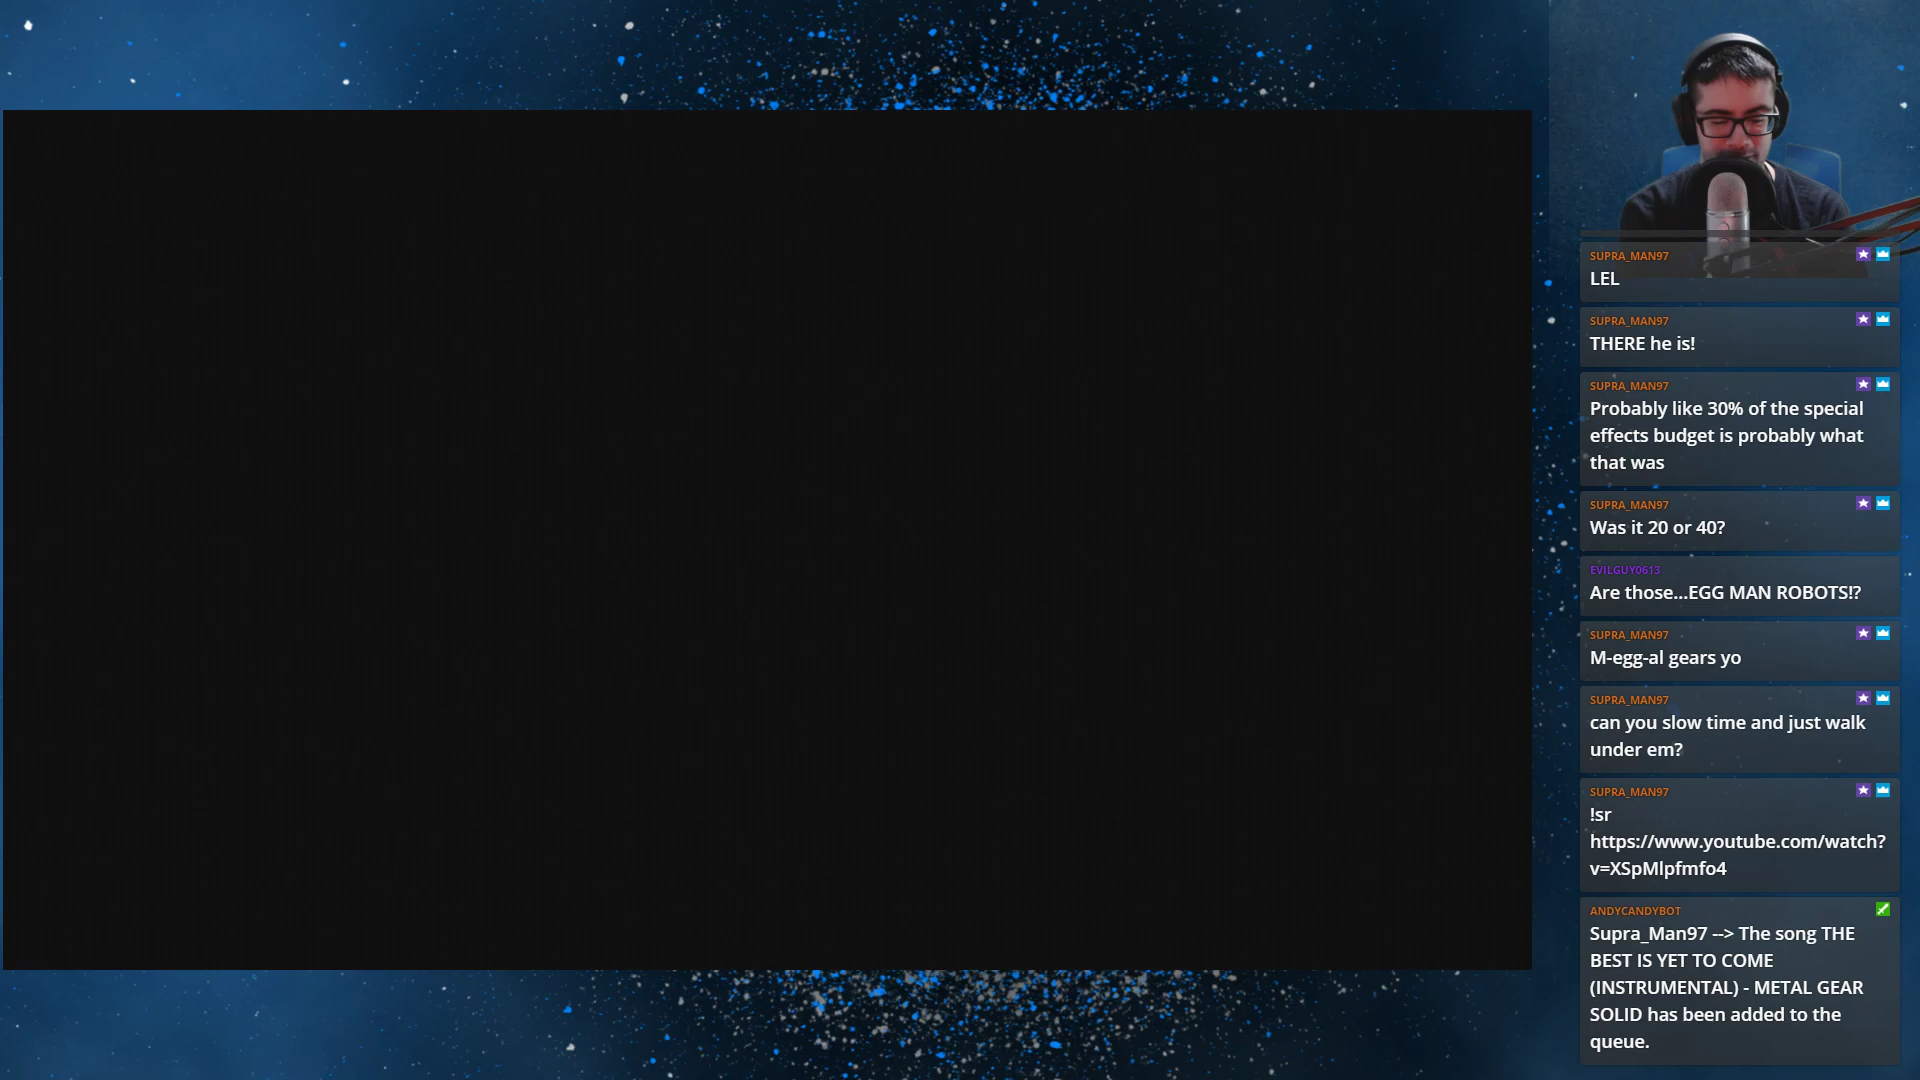 SUPRA_MAN97
LEL
SUPRA_MAN97
THERE he is!
SUPRA_MAN97
Probably like 30% of the special
effects budget is probably what
that was
SUPRA_MAN97
Was it 20 or 40?
EVILGUY0613
Are those...EGG MAN ROBOTS!?
SUPRA_MAN97
M-egg-al gears yo
SUPRA_MAN97
can you slow time and just walk
under em?
SUPRA_MAN97
!sr
https://www.youtube.com/watch?
v=XSpMlpfmfo4
ANDYCANDYBOT
Supra_Man97 --> The song THE
BEST IS YET TO COME
(INSTRUMENTAL) - METAL GEAR
SOLID has been added to the
queue.